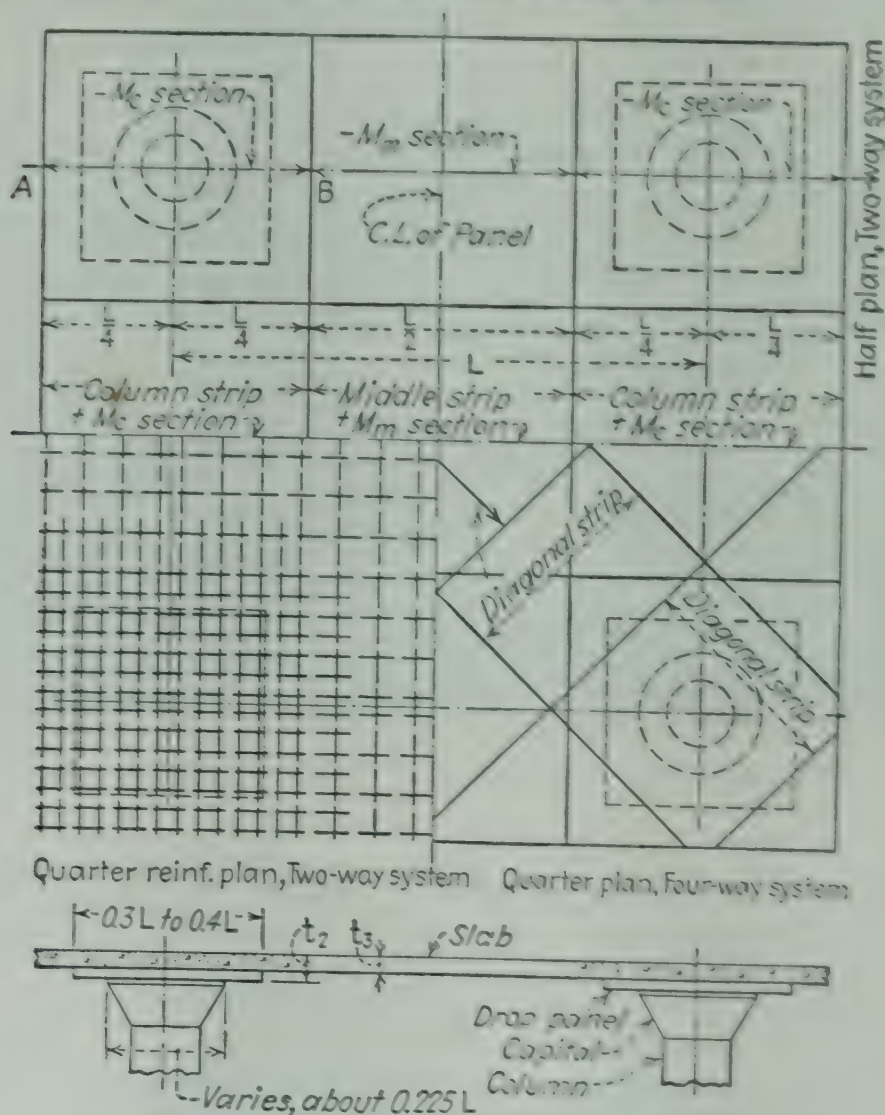 -Mc section
-Mc section
-Mm section
A
B
C.L. of Panel
Half plan, Two-way system
L/4
L/4
L/2
L/4
L/4
L
Column strip
+ Mc section
Middle strip
+ Mm section
Column strip
+ Mc section
Diagonal strip
Diagonal strip
Quarter reinf. plan, Two-way system
Quarter plan, Four-way system
0.3L to 0.4L
t2
t3
Slab
Drop panel
Capital
Column
Varies, about 0.225L